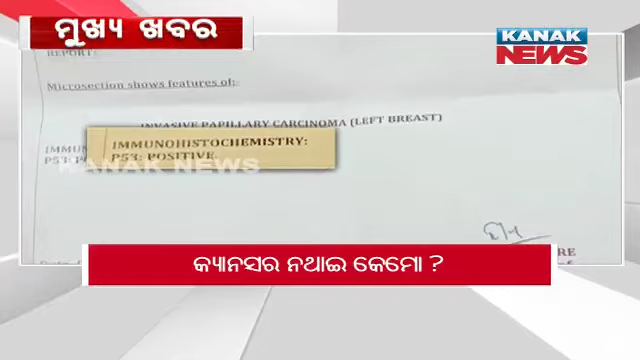 ମୁଖ୍ୟ ଖବର
KANAK
NEWS
REPORT:
Microsection shows features of:-
INVASIVE PAPILLARY CARCINOMA (LEFT BREAST)
IMMUNOHISTOCHEMISTRY:
P53: POSITIVE.
KANAK NEWS
କ୍ୟାନସର ନଥାଇ କେମୋ ?